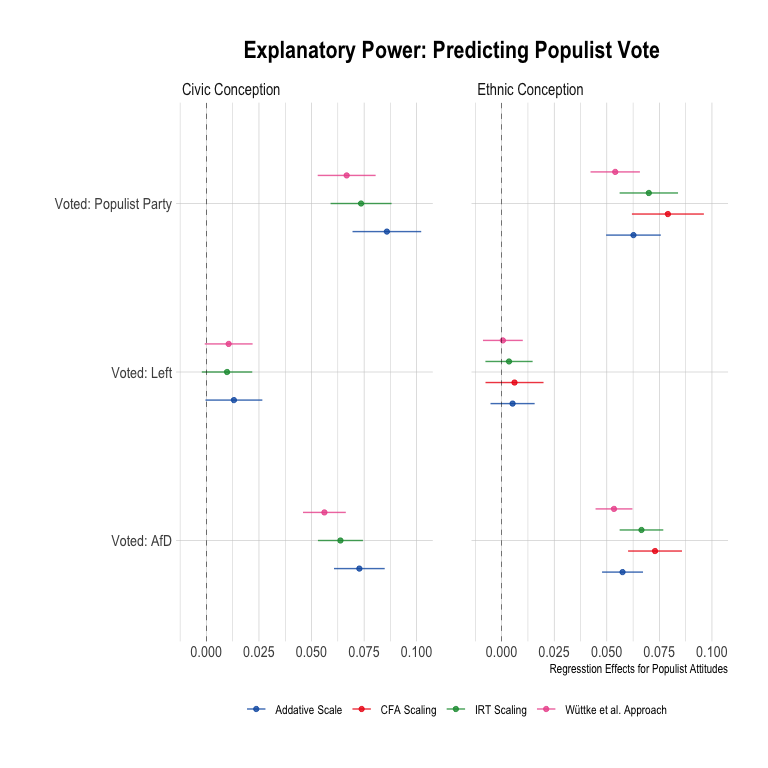 Explanatory Power: Predicting Populist Vote
Civic Conception Ethnic Conception
Voted: Populist Party
Voted: Left
Voted: AfD
0.000 0.025 0.050 0.075 0.100 0.000 0.025 0.050 0.075 0.100
Regresstion Effects for Populist Attitudes
Addative Scale CFA Scaling IRT Scaling Wüttke et al. Approach